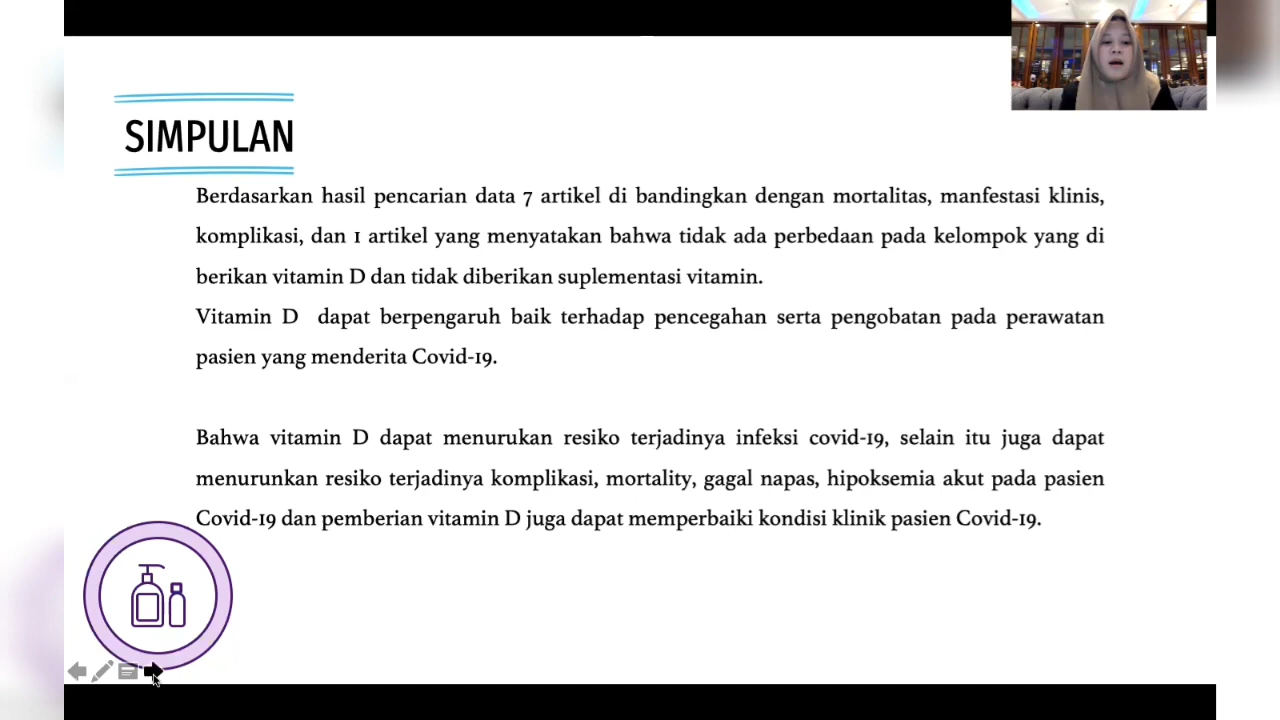 SIMPULAN
Berdasarkan hasil pencarian data 7 artikel di bandingkan dengan mortalitas, manfestasi klinis,
komplikasi, dan 1 artikel yang menyatakan bahwa tidak ada perbedaan pada kelompok yang di
berikan vitamin D dan tidak diberikan suplementasi vitamin.
Vitamin D dapat berpengaruh baik terhadap pencegahan serta pengobatan pada perawatan
pasien yang menderita Covid-19.
Bahwa vitamin D dapat menurukan resiko terjadinya infeksi covid-19, selain itu juga dapat
menurunkan resiko terjadinya komplikasi, mortality, gagal napas, hipoksemia akut pada pasien
Covid-19 dan pemberian vitamin D juga dapat memperbaiki kondisi klinik pasien Covid-19.